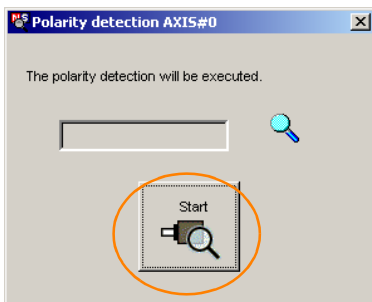 Polarity detection AXIS#0
The polarity detection will be executed.
Start